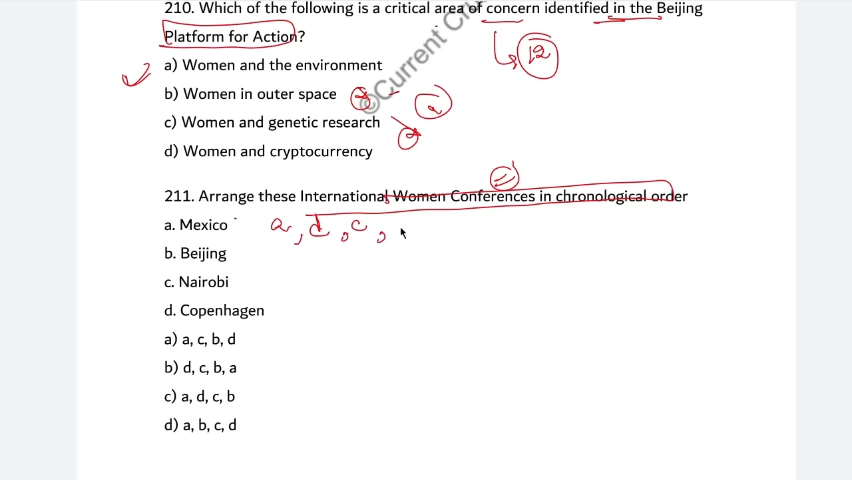 210. Which of the following is a critical area of concern identified in the Beijing
Platform for Action?
12
a) Women and the environment
b) Women in outer space
c) Women and genetic research
d) Women and cryptocurrency
211. Arrange these International Women Conferences in chronological order
a. Mexico
a, d, c,
b. Beijing
c. Nairobi
d. Copenhagen
a) a, c, b, d
b) d, c, b, a
c) a, d, c, b
d) a, b, c, d
©Current